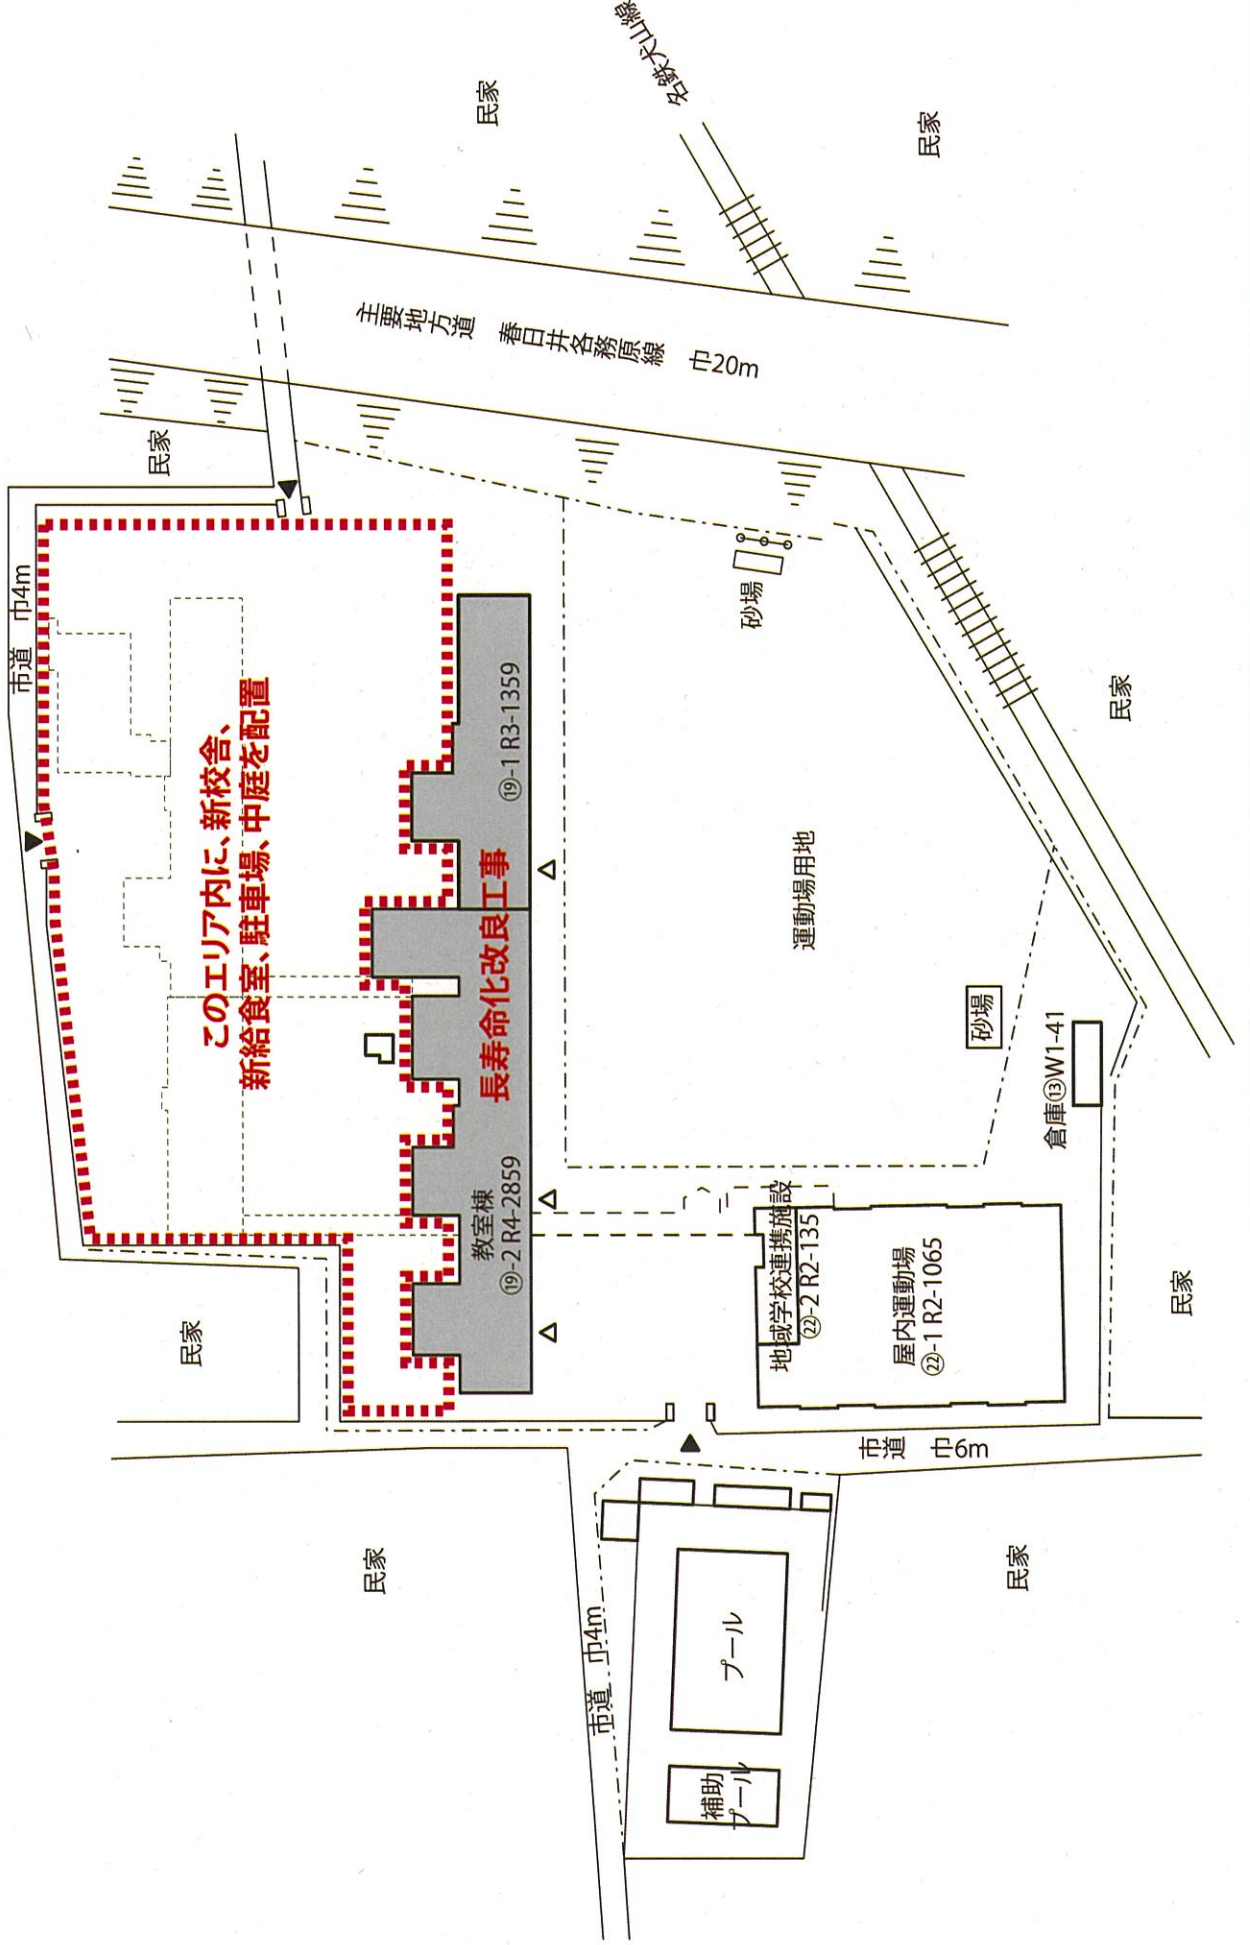 市道　巾4m
民家
このエリア内に、新校舎、
新給食室、駐車場、中庭を配置
長寿命化改良工事
⑲-1 R3-1359
教室棟
⑲-2 R4-2859
主要地方道　春日井各務原線　巾20m
名鉄犬山線
民家
民家
砂場
運動場用地
砂場
倉庫⑬W1-41
地域学校連携施設
㉒-2 R2-135
屋内運動場
㉒-1 R2-1065
民家
民家
民家
市道　巾6m
民家
市道　巾4m
プール
補助
プール
民家